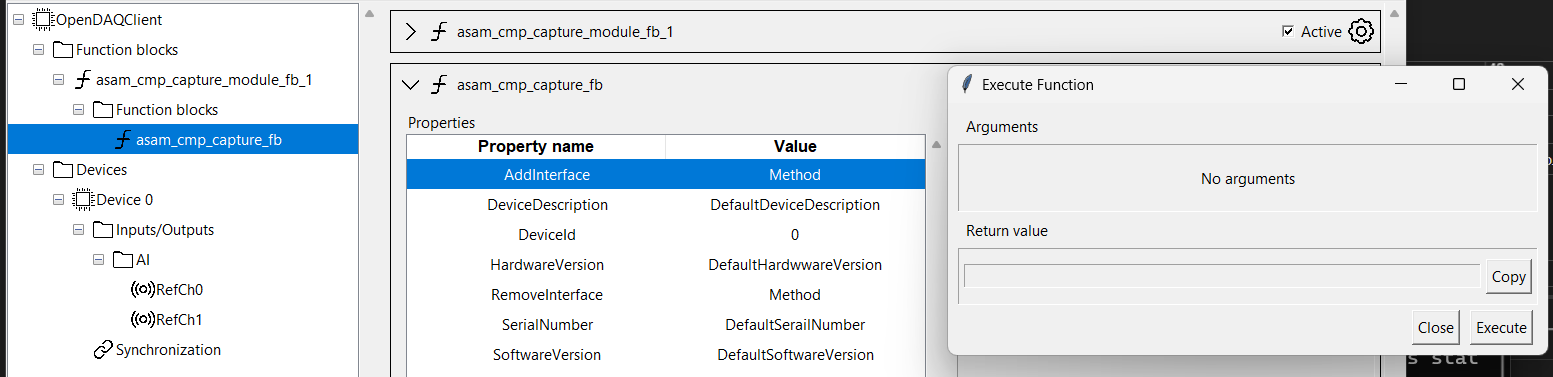 OpenDAQClient
Function blocks
asam_cmp_capture_module_fb_1
Function blocks
asam_cmp_capture_fb
Devices
Device 0
Inputs/Outputs
AI
RefCh0
RefCh1
Synchronization
asam_cmp_capture_module_fb_1
Active
asam_cmp_capture_fb
Properties
Property name Value
AddInterface Method
DeviceDescription DefaultDeviceDescription
DeviceId 0
HardwareVersion DefaultHardwwareVersion
RemoveInterface Method
SerialNumber DefaultSerailNumber
SoftwareVersion DefaultSoftwareVersion
Execute Function
Arguments
No arguments
Return value
Copy
Close Execute
s stat